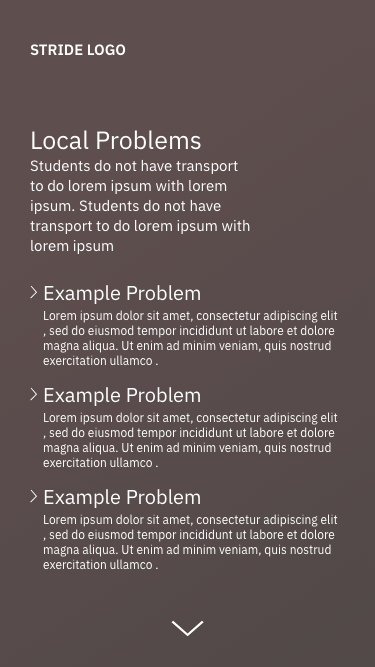 STRIDE LOGO
Local Problems
Students do not have transport
to do lorem ipsum with lorem
ipsum. Students do not have
transport to do lorem ipsum with
lorem ipsum
Example Problem
Lorem ipsum dolor sit amet, consectetur adipiscing elit
, sed do eiusmod tempor incididunt ut labore et dolore
magna aliqua. Ut enim ad minim veniam, quis nostrud
exercitation ullamco .
Example Problem
Lorem ipsum dolor sit amet, consectetur adipiscing elit
, sed do eiusmod tempor incididunt ut labore et dolore
magna aliqua. Ut enim ad minim veniam, quis nostrud
exercitation ullamco .
Example Problem
Lorem ipsum dolor sit amet, consectetur adipiscing elit
, sed do eiusmod tempor incididunt ut labore et dolore
magna aliqua. Ut enim ad minim veniam, quis nostrud
exercitation ullamco .